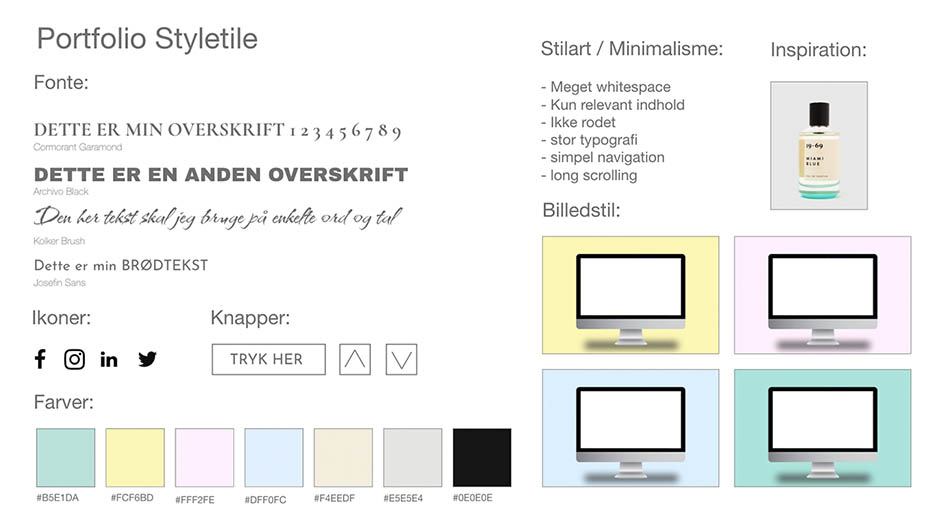 Portfolio Styletile
Fonte:
DETTE ER MIN OVERSKRIFT 1 2 3 4 5 6 7 8 9
Cormorant Garamond
DETTE ER EN ANDEN OVERSKRIFT
Archivo Black
Den her tekst skal jeg bruge på enkelte ord og tal
Kolker Brush
Dette er min BRØDTEKST
Josefin Sans
Ikoner:
Knapper:
TRYK HER
Farver:
#B5E1DA
#FCF6BD
#FFF2FE
#DFF0FC
#F4EEDF
#E5E5E4
#0E0E0E
Stilart / Minimalisme:
- Meget whitespace
- Kun relevant indhold
- Ikke rodet
- stor typografi
- simpel navigation
- long scrolling
Inspiration:
19-69
MIAMI
BLUE
EAU DE PARFUM
Billedstil: